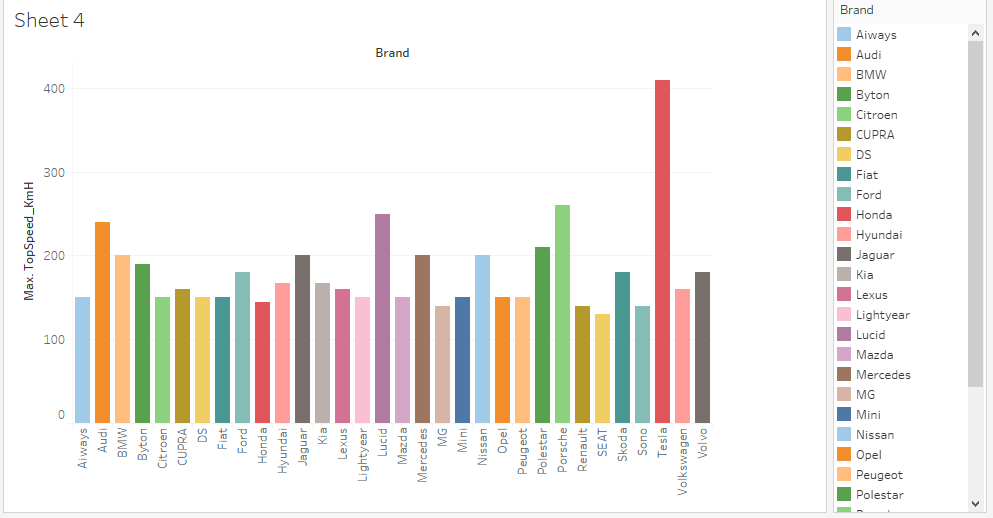 Sheet 4
Brand
Max. TopSpeed_KmH
400
300
200
100
0
Aiways
Audi
BMW
Byton
Citroen
CUPRA
DS
Fiat
Ford
Honda
Hyundai
Jaguar
Kia
Lexus
Lightyear
Lucid
Mazda
Mercedes
MG
Mini
Nissan
Opel
Peugeot
Polestar
Porsche
Renault
SEAT
Skoda
Sono
Tesla
Volkswagen
Volvo
Brand
Aiways
Audi
BMW
Byton
Citroen
CUPRA
DS
Fiat
Ford
Honda
Hyundai
Jaguar
Kia
Lexus
Lightyear
Lucid
Mazda
Mercedes
MG
Mini
Nissan
Opel
Peugeot
Polestar